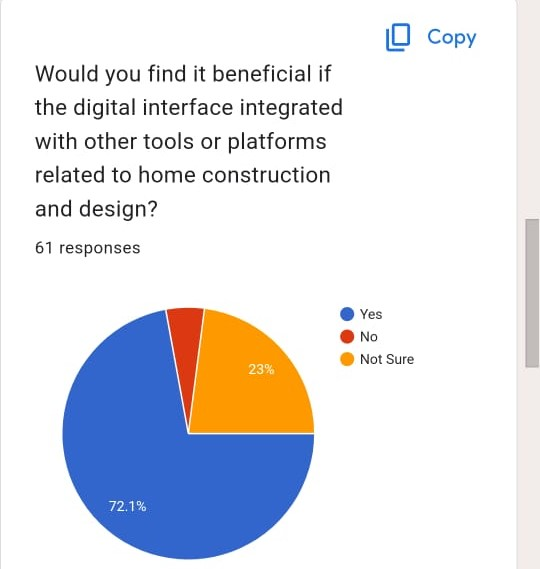 Copy
Would you find it beneficial if
the digital interface integrated
with other tools or platforms
related to home construction
and design?
61 responses
Yes
No
Not Sure
23%
72.1%